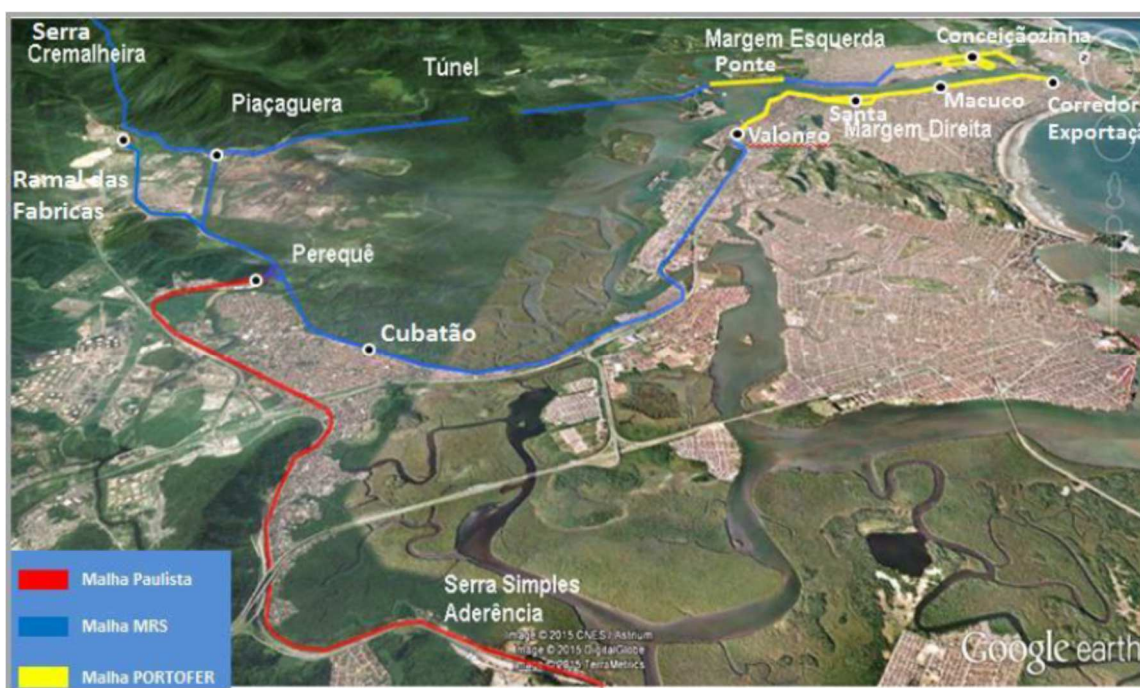 Serra
Cremalheira
Túnel
Margem Esquerda
Ponte
Conceiçãozinha
Piaçaguera
Macuco
Santa
Corredor
Exportaçã
Valongo
Margem Direita
Ramal das
Fabricas
Perequê
Cubatão
Serra Simples
Aderência
Malha Paulista
Malha MRS
Malha PORTOFER
Image © 2015 CNES / Astrium
Image © 2015 DigitalGlobe
Image © 2015 TerraMetrics
Google earth